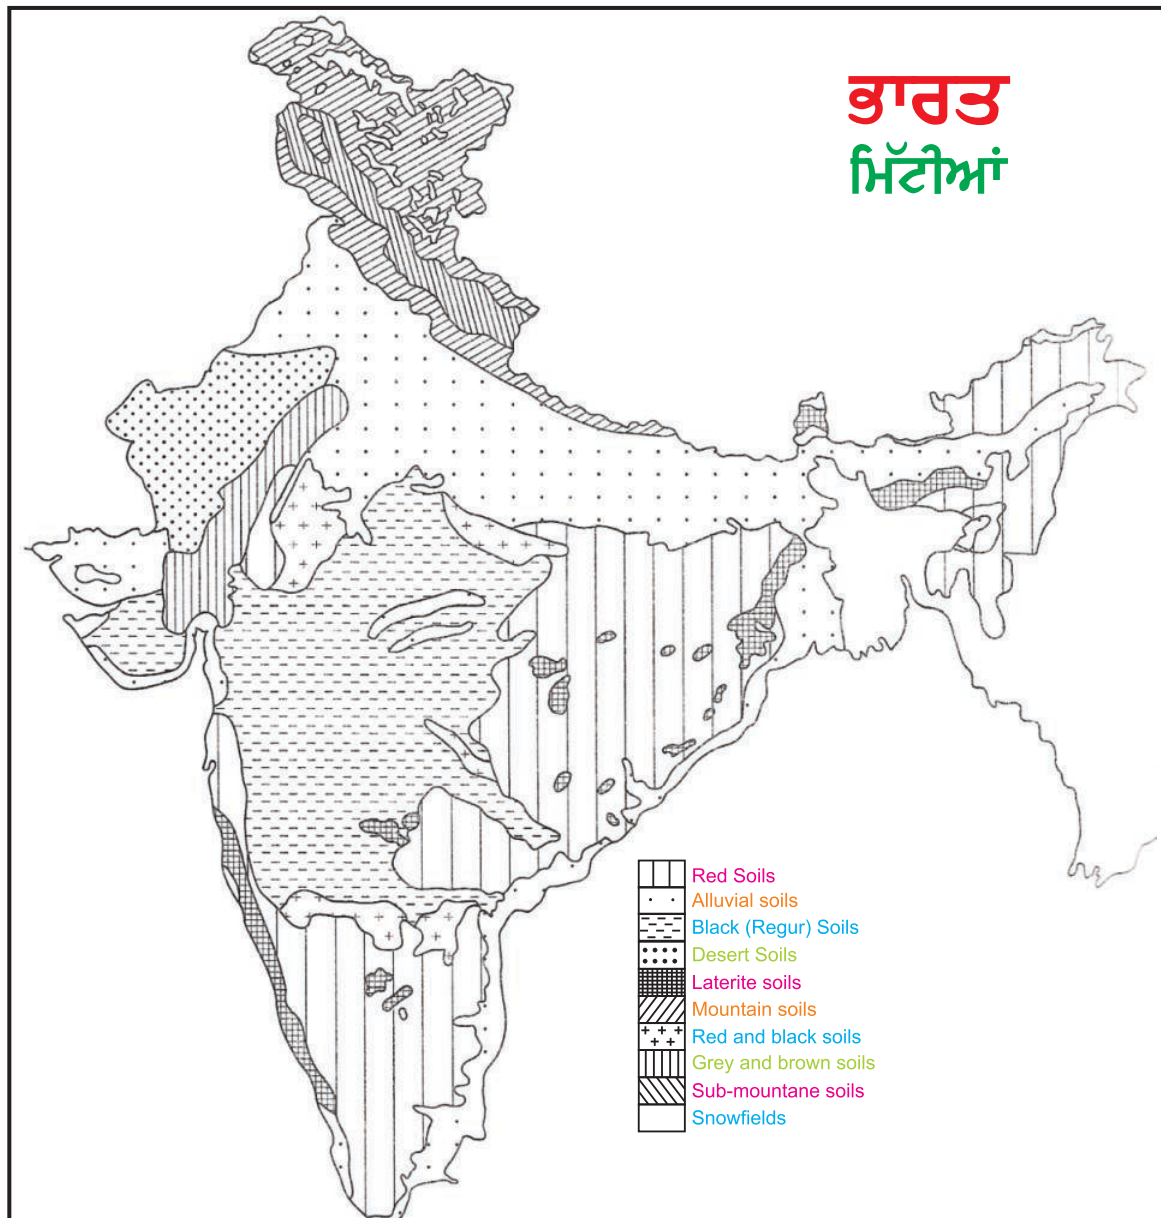 ਭਾਰਤ
ਮਿੱਟੀਆਂ
Red Soils
Alluvial soils
Black (Regur) Soils
Desert Soils
Laterite soils
Mountain soils
Red and black soils
Grey and brown soils
Sub-mountane soils
Snowfields